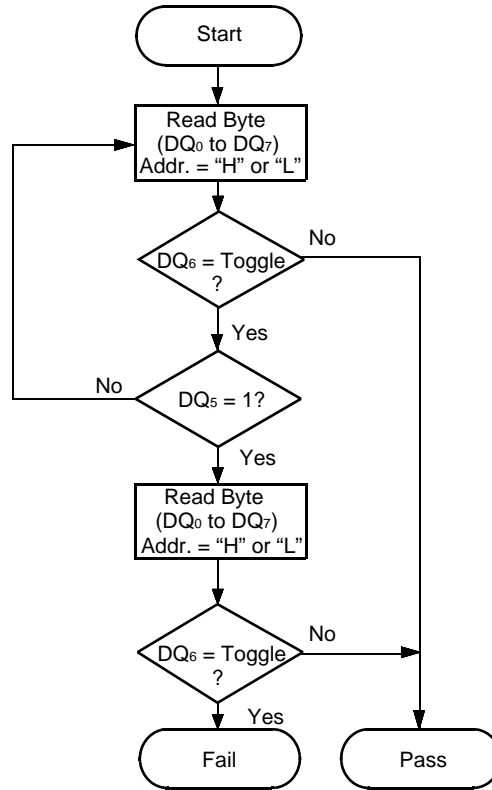 Start
Read Byte
(DQ0 to DQ7)
Addr. = “H” or “L”
No
DQ6 = Toggle
?
Yes
No
DQ5 = 1?
Yes
Read Byte
(DQ0 to DQ7)
Addr. = “H” or “L”
No
DQ6 = Toggle
?
Yes
Fail
Pass